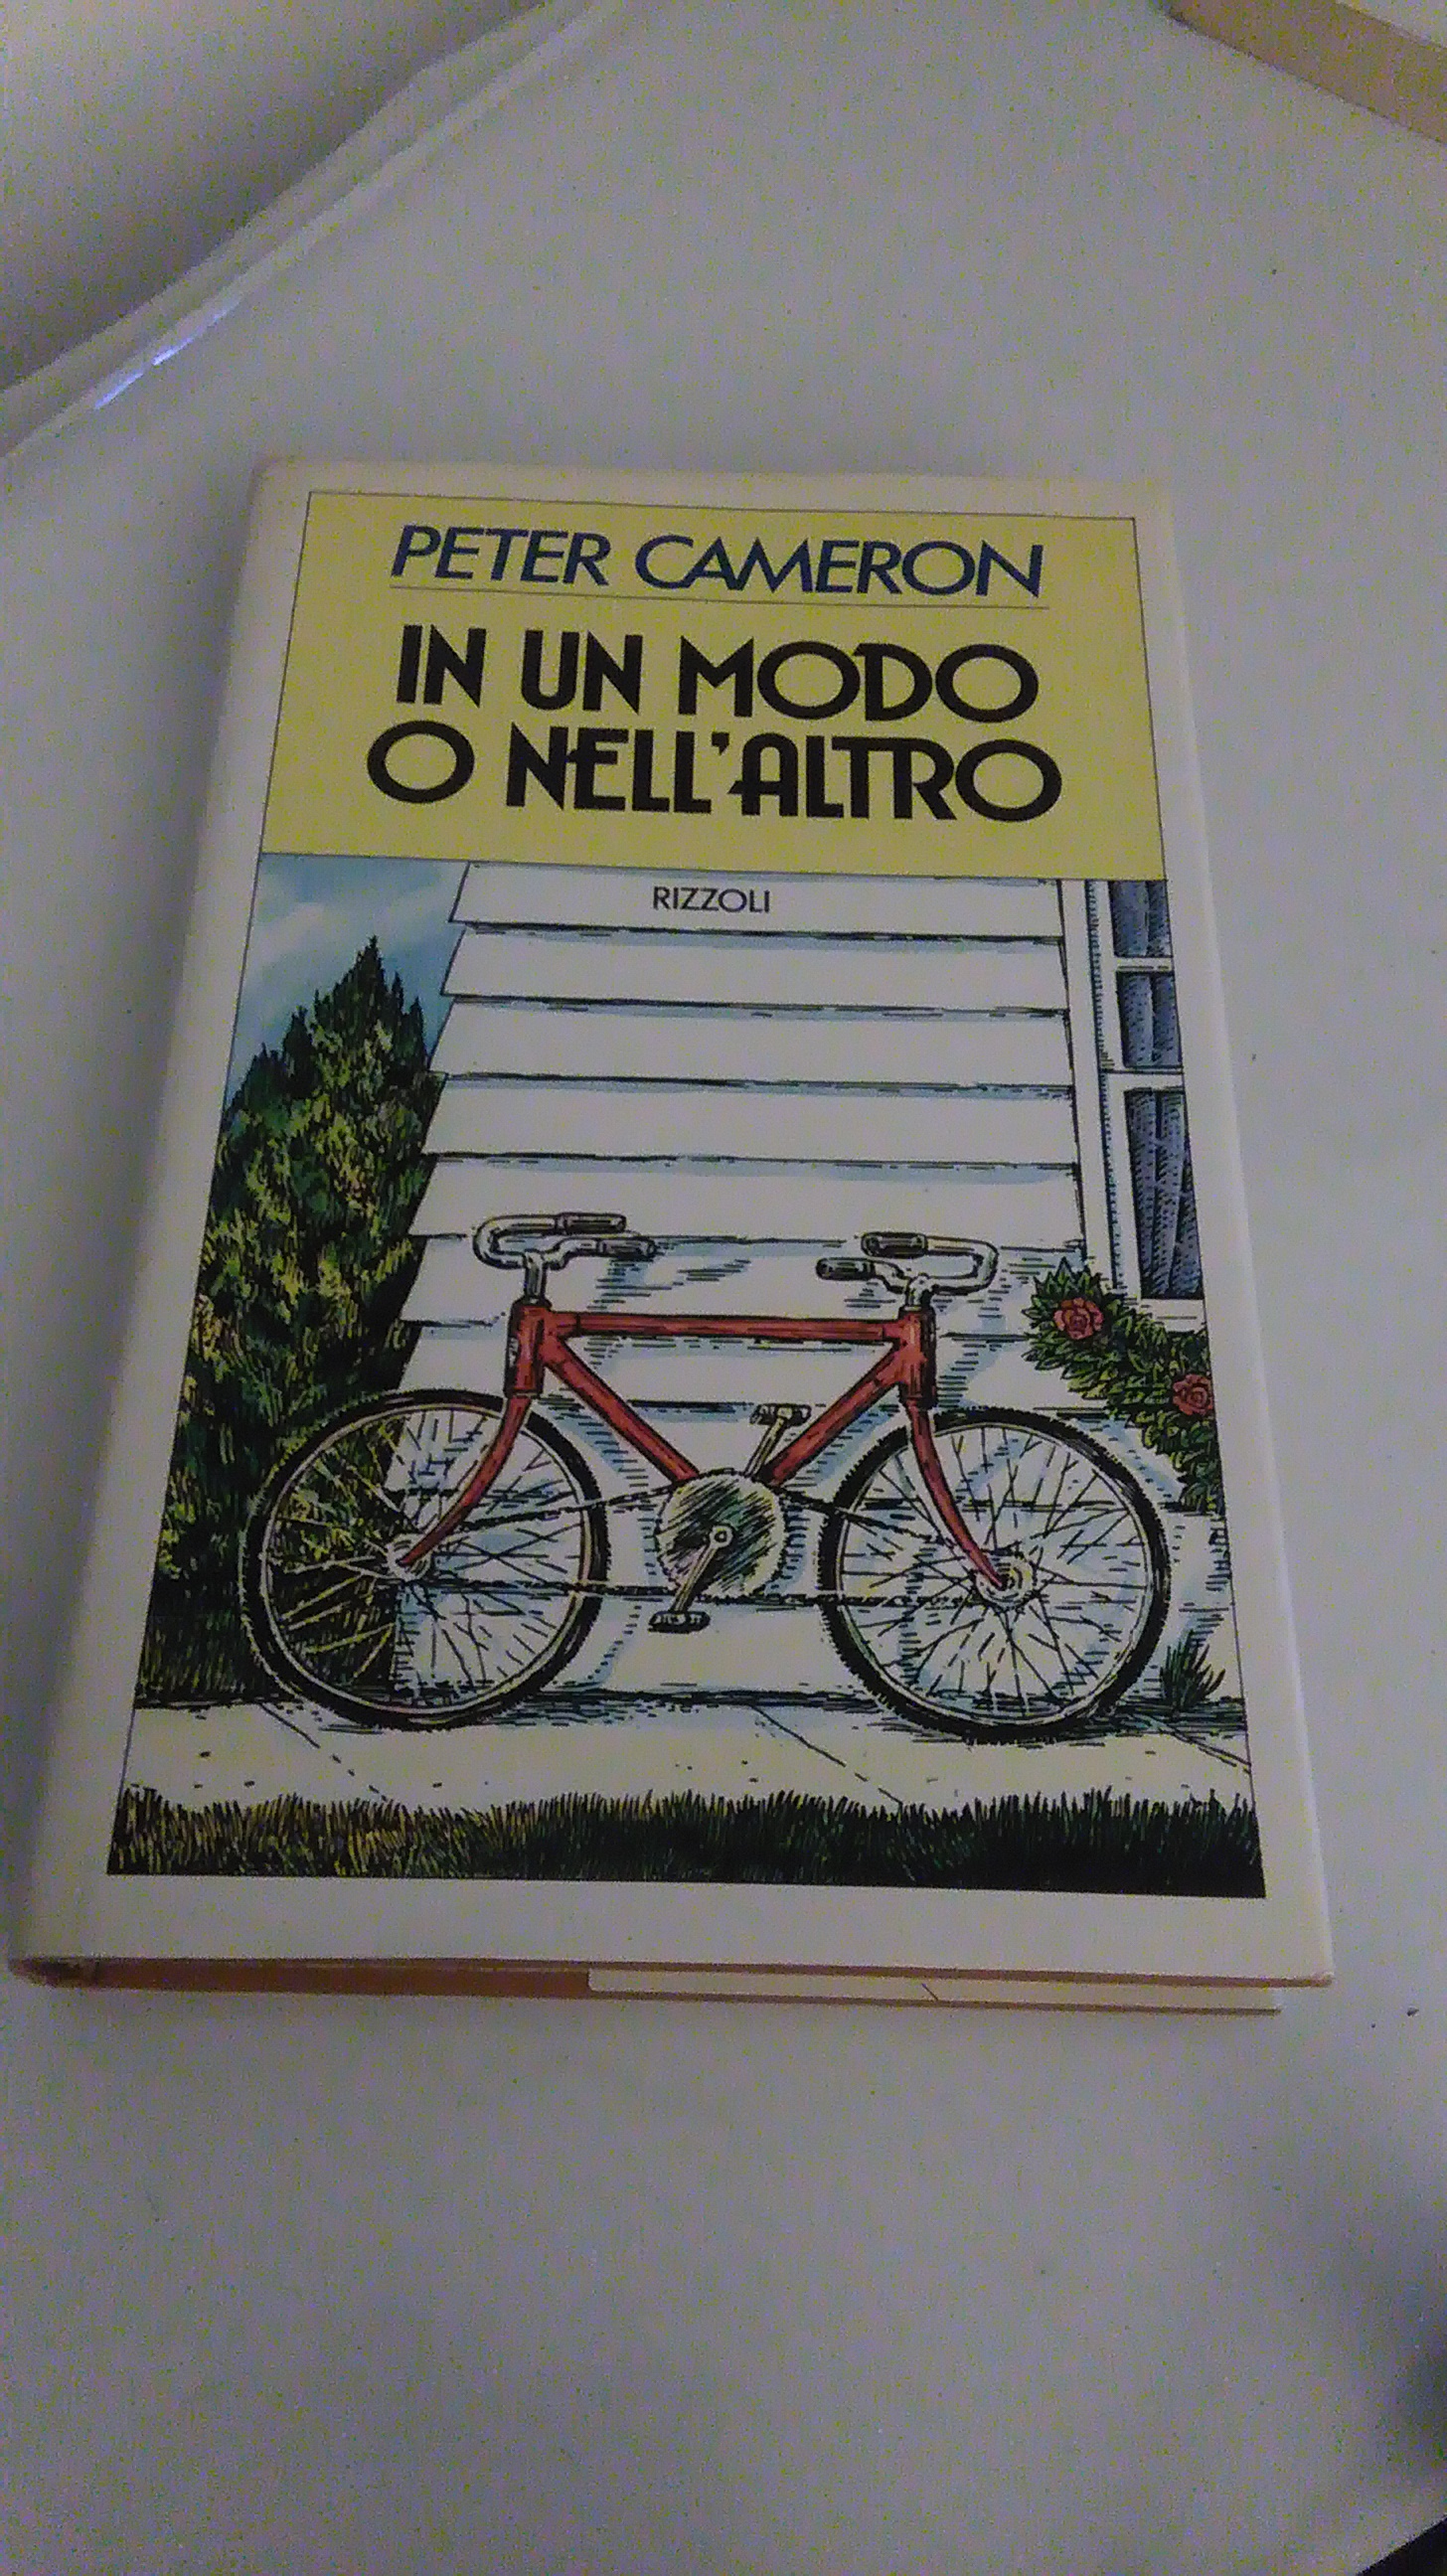 PETER CAMERON
IN UN MODO
O NELL'ALTRO
RIZZOLI